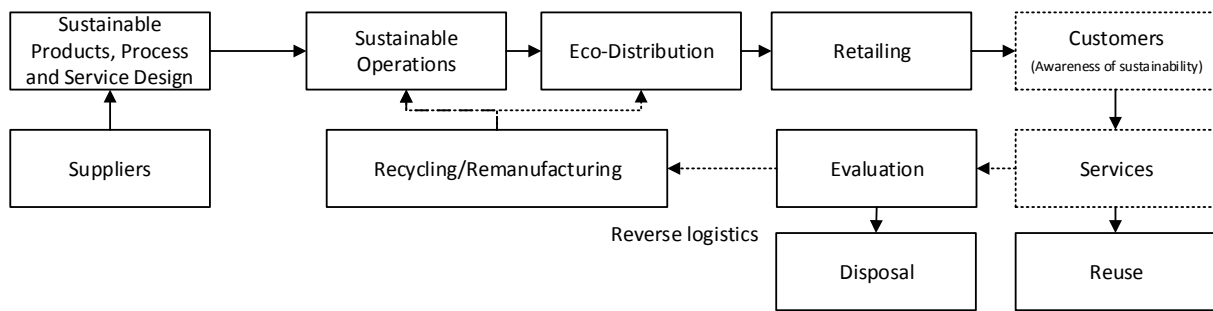 Sustainable
Products, Process
and Service Design
Sustainable
Operations
Eco-Distribution
Retailing
Customers
(Awareness of sustainability)
Suppliers
Recycling/Remanufacturing
Evaluation
Services
Reverse logistics
Disposal
Reuse